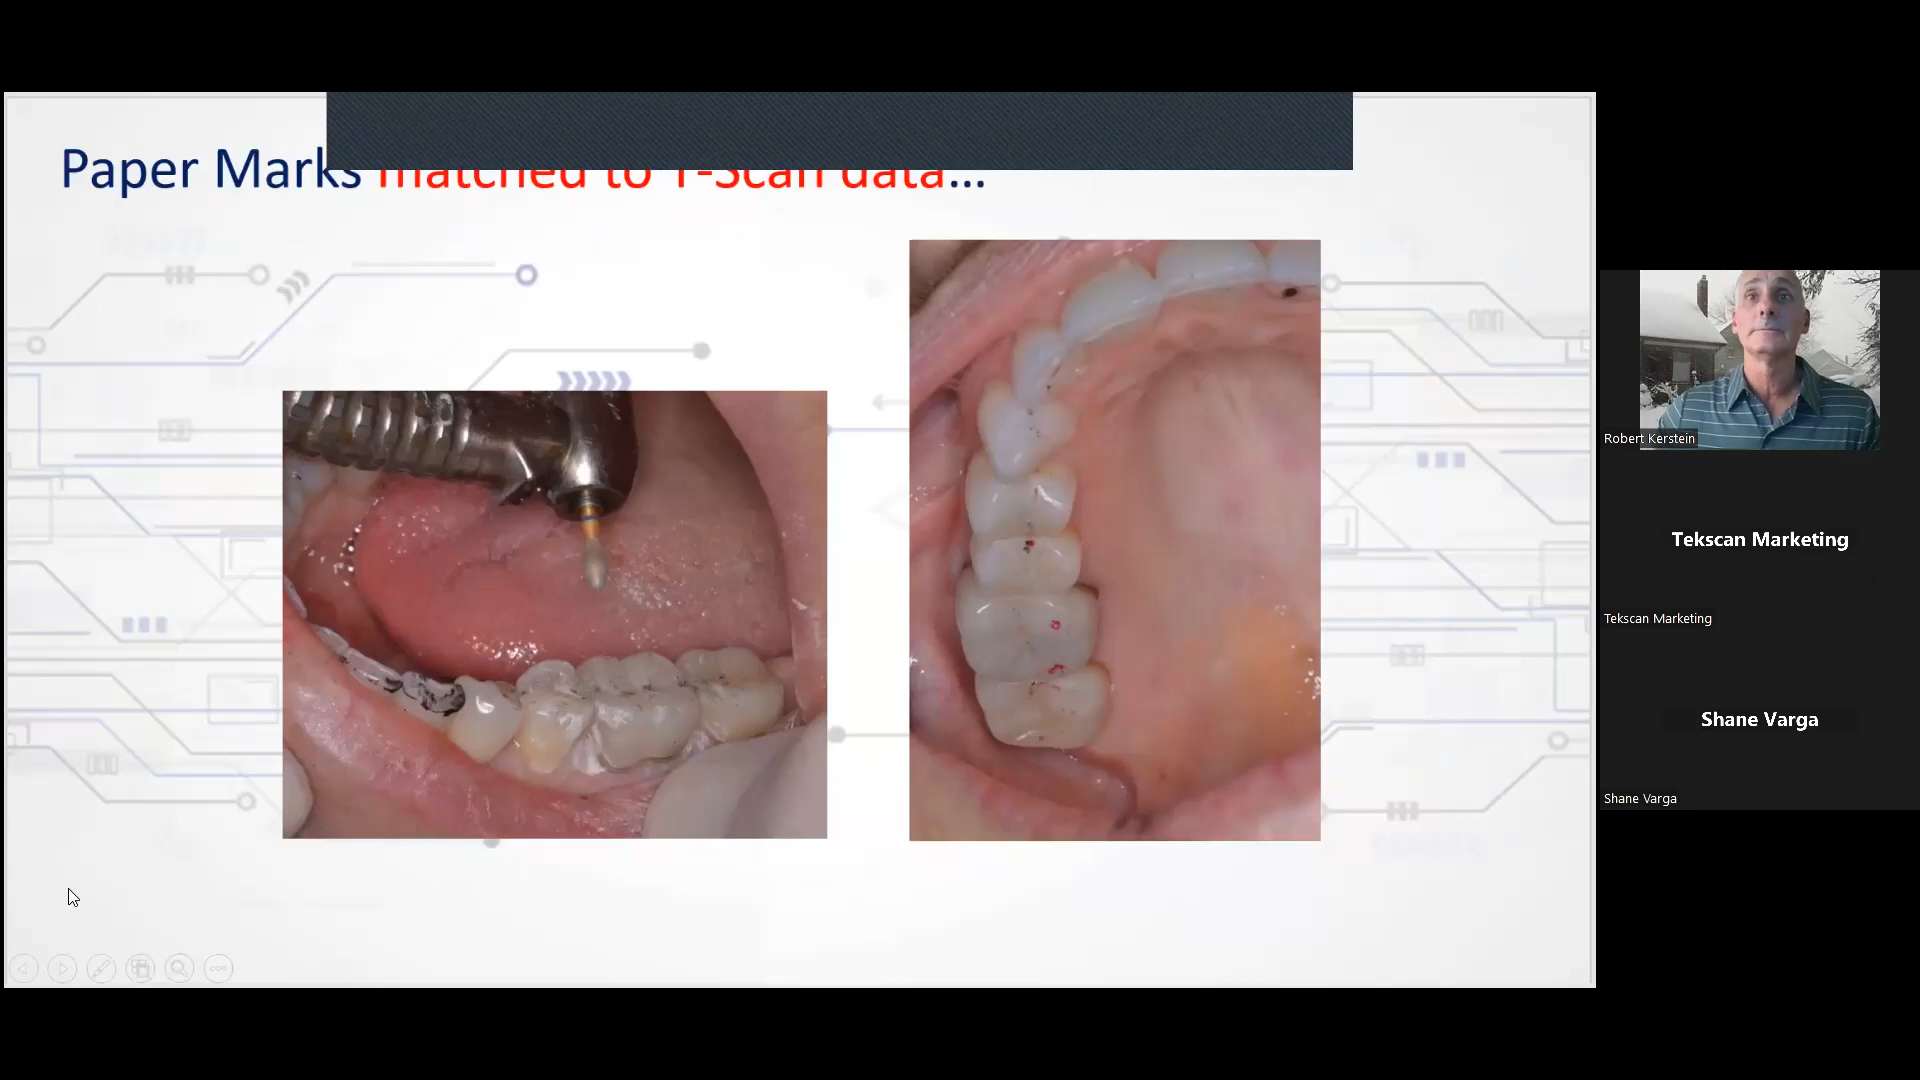 Paper Marks matched to T-Scan data...
Robert Kerstein
Tekscan Marketing
Tekscan Marketing
Shane Varga
Shane Varga